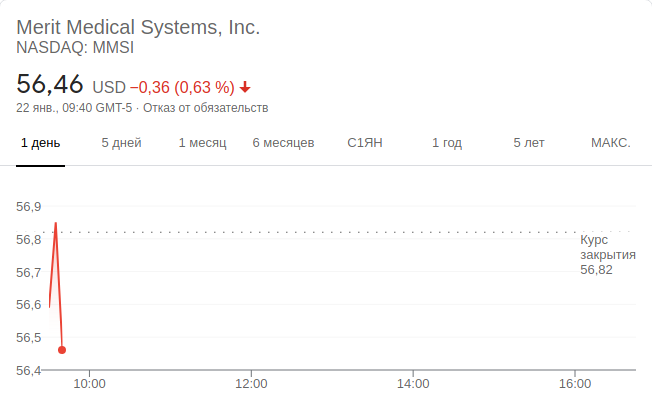 Merit Medical Systems, Inc.
NASDAQ: MMSI
56,46 USD −0,36 (0,63 %)
22 янв., 09:40 GMT-5 · Отказ от обязательств
1 день 5 дней 1 месяц 6 месяцев С1ЯН 1 год 5 лет МАКС.
56,9
56,8
56,7
56,6
56,5
56,4
Курс
закрытия
56,82
10:00 12:00 14:00 16:00